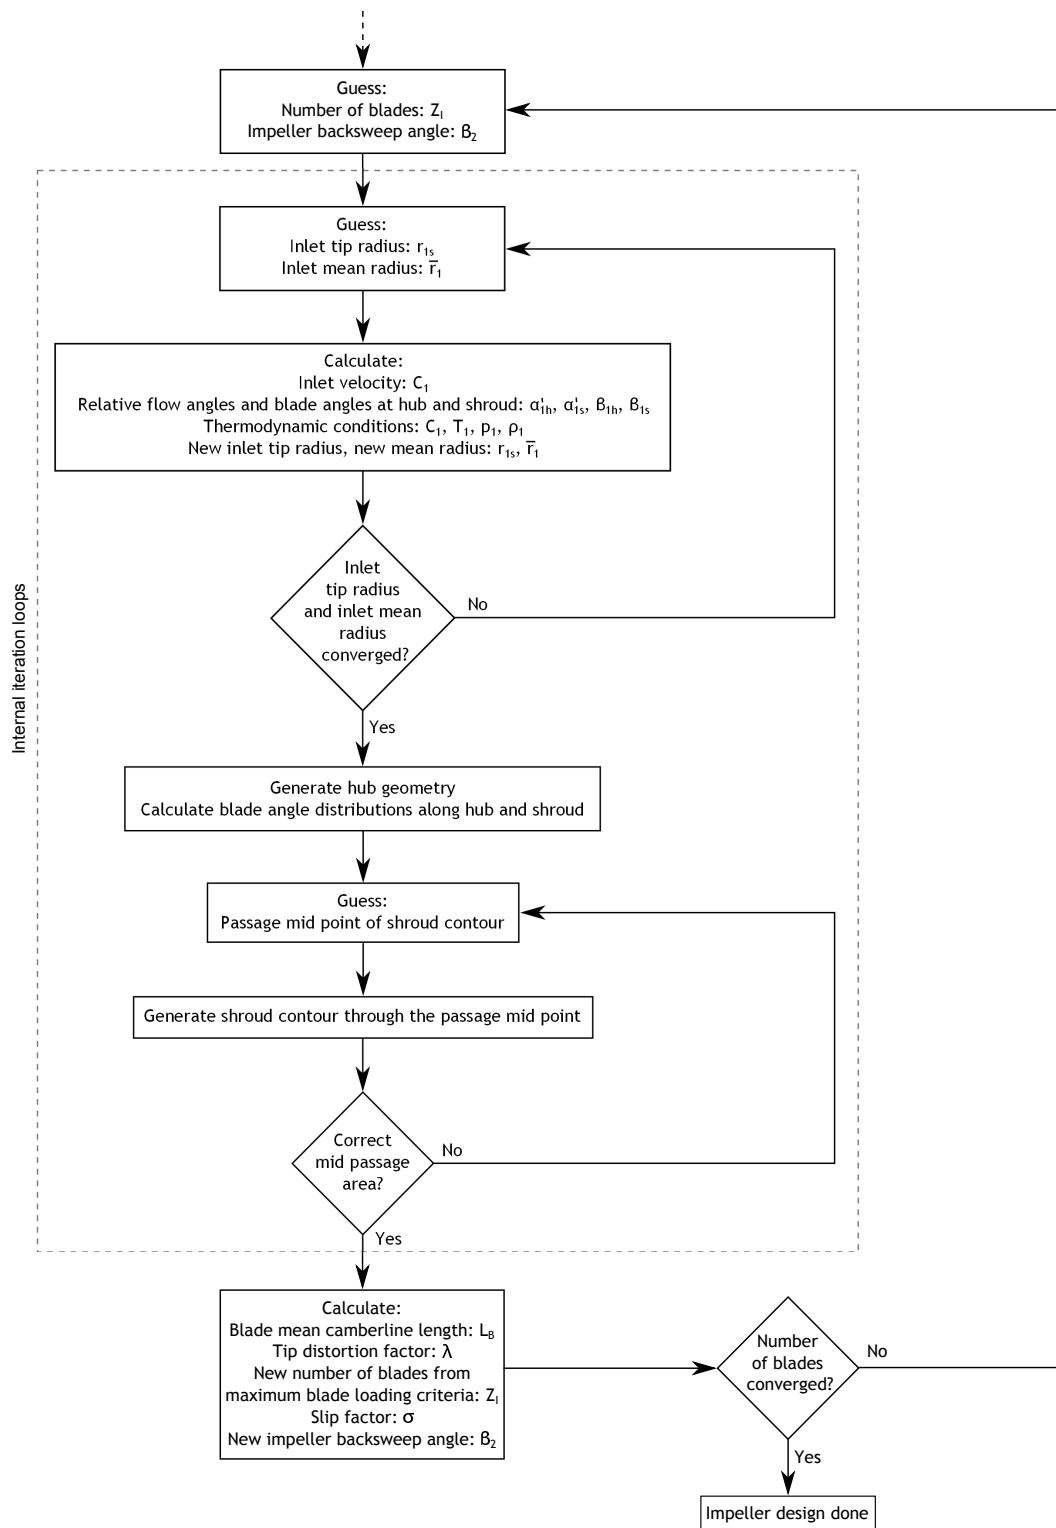 Guess:
Number of blades: Z_I
Impeller backsweep angle: β₂
Guess:
Inlet tip radius: r₁ₛ
Inlet mean radius: r̅₁
Calculate:
Inlet velocity: C₁
Relative flow angles and blade angles at hub and shroud: α'₁ₕ, α'₁ₛ, β₁ₕ, β₁ₛ
Thermodynamic conditions: C₁, T₁, p₁, ρ₁
New inlet tip radius, new mean radius: r₁ₛ, r̅₁
Inlet
tip radius
and inlet mean
radius
converged?
No
Yes
Internal iteration loops
Generate hub geometry
Calculate blade angle distributions along hub and shroud
Guess:
Passage mid point of shroud contour
Generate shroud contour through the passage mid point
Correct
mid passage
area?
No
Yes
Calculate:
Blade mean camberline length: L_B
Tip distortion factor: λ
New number of blades from
maximum blade loading criteria: Z_I
Slip factor: σ
New impeller backsweep angle: β₂
Number
of blades
converged?
No
Yes
Impeller design done